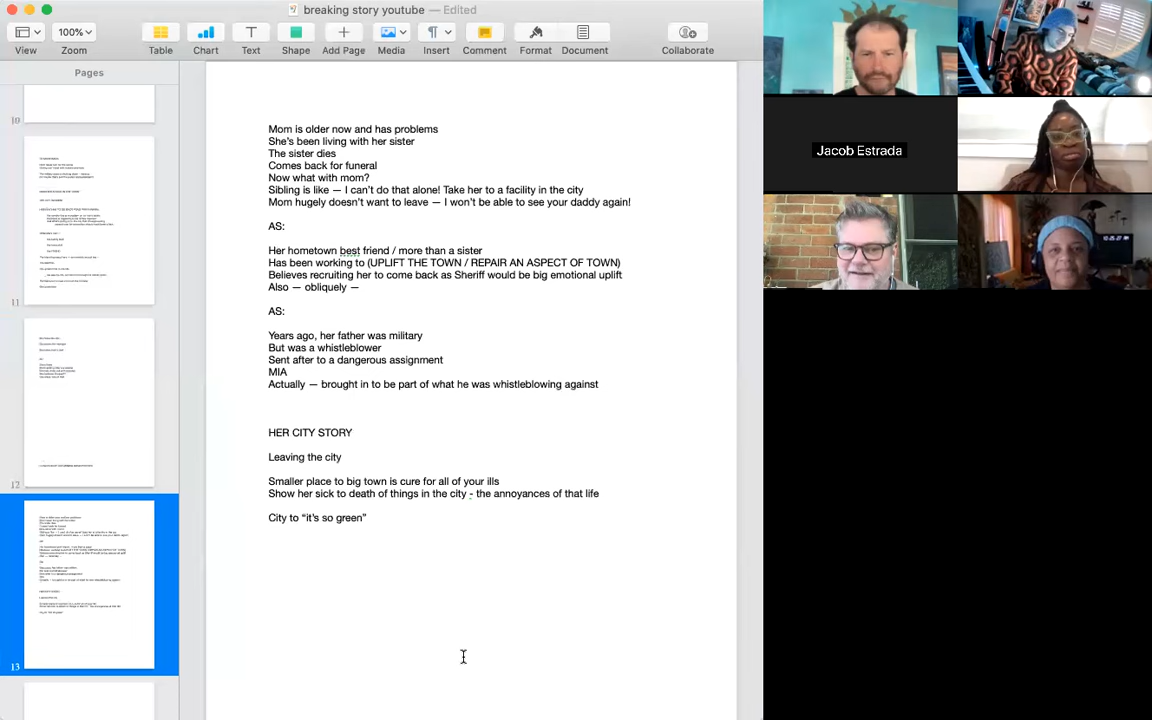 breaking story youtube — Edited
100%
View
Zoom
Table
Chart
Text
Shape
Add Page
Media
Insert
Comment
Format
Document
Collaborate
Pages
10
11
12
13
Mom is older now and has problems
She's been living with her sister
The sister dies
Comes back for funeral
Now what with mom?
Sibling is like — I can't do that alone! Take her to a facility in the city
Mom hugely doesn't want to leave — I won't be able to see your daddy again!
AS:
Her hometown best friend / more than a sister
Has been working to (UPLIFT THE TOWN / REPAIR AN ASPECT OF TOWN)
Believes recruiting her to come back as Sheriff would be big emotional uplift
Also — obliquely —
AS:
Years ago, her father was military
But was a whistleblower
Sent after to a dangerous assignment
MIA
Actually — brought in to be part of what he was whistleblowing against
HER CITY STORY
Leaving the city
Smaller place to big town is cure for all of your ills
Show her sick to death of things in the city - the annoyances of that life
City to “it's so green”
Jacob Estrada